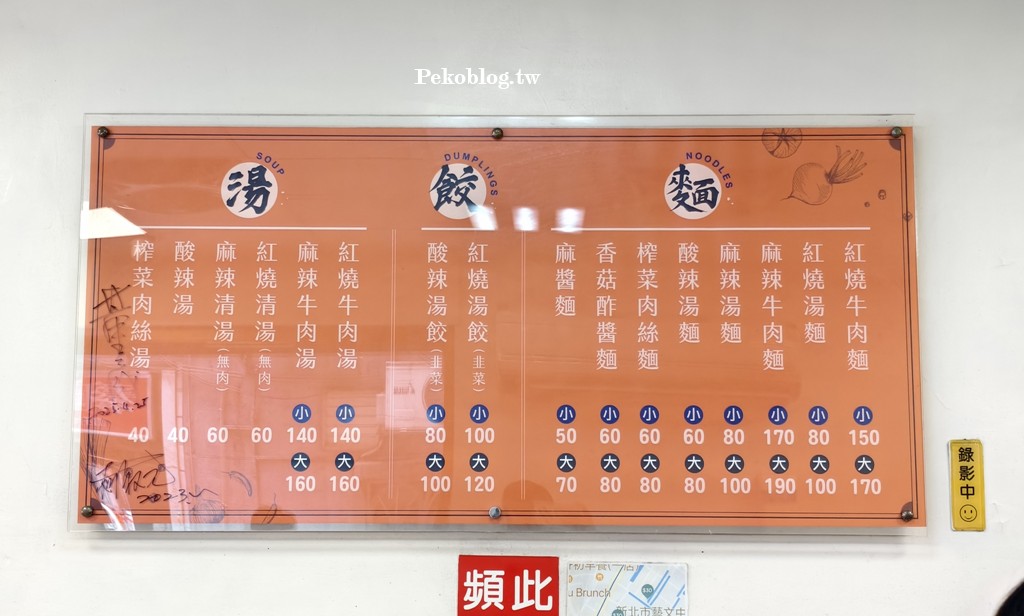 Pekoblog.tw
NOODLES
麵
紅燒牛肉麵 小 150 大 170
紅燒湯麵 小 80 大 100
麻辣牛肉麵 小 170 大 190
麻辣湯麵 小 80 大 100
酸辣湯麵 小 60 大 80
榨菜肉絲麵 小 60 大 80
香菇酢醬麵 小 60 大 80
麻醬麵 小 50 大 70
DUMPLINGS
餃
紅燒湯餃(韭菜) 小 100 大 120
酸辣湯餃(韭菜) 小 80 大 100
SOUP
湯
紅燒牛肉湯 小 140 大 160
麻辣牛肉湯 小 140 大 160
紅燒清湯(無肉) 60
麻辣清湯(無肉) 60
酸辣湯 40
榨菜肉絲湯 40
錄影中
頻此
u Brunch
新北市藝文中